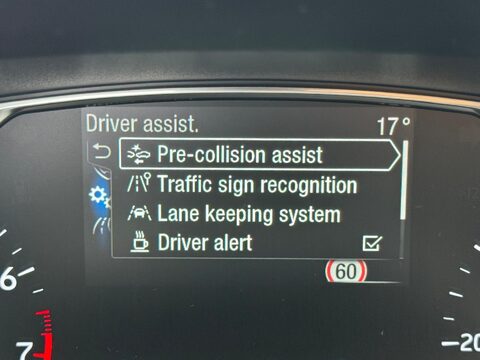 Driver assist. 17°
Pre-collision assist
Traffic sign recognition
Lane keeping system
Driver alert
60
6
7
-20